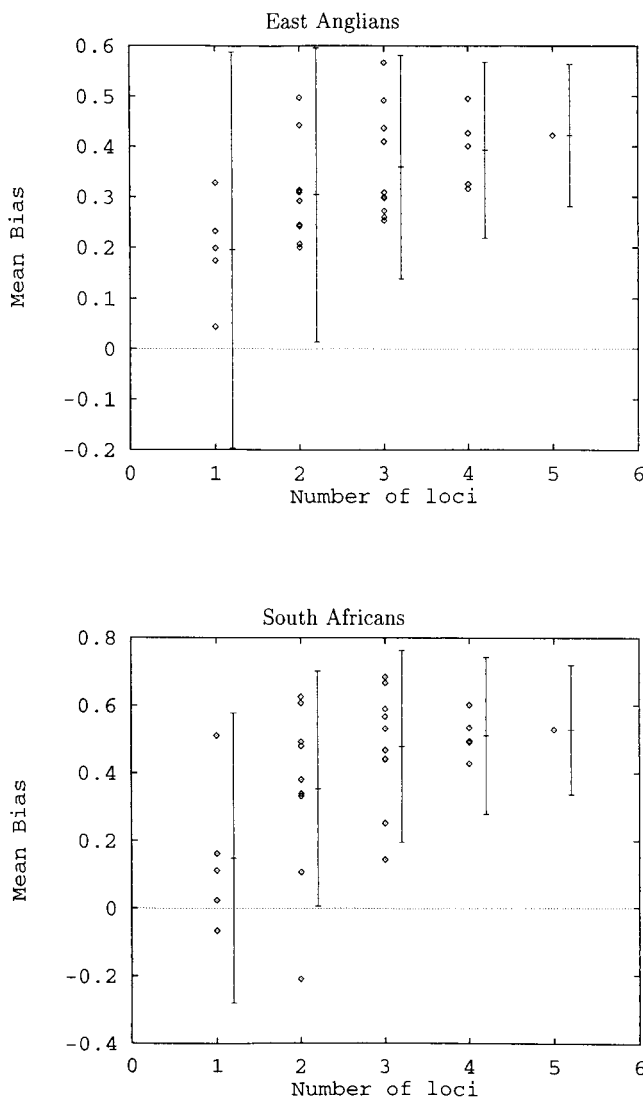 East Anglians
0.6
0.5
0.4
0.3
0.2
0.1
0
-0.1
-0.2
Mean Bias
0 1 2 3 4 5 6
Number of loci
South Africans
0.8
0.6
0.4
0.2
0
-0.2
-0.4
Mean Bias
0 1 2 3 4 5 6
Number of loci